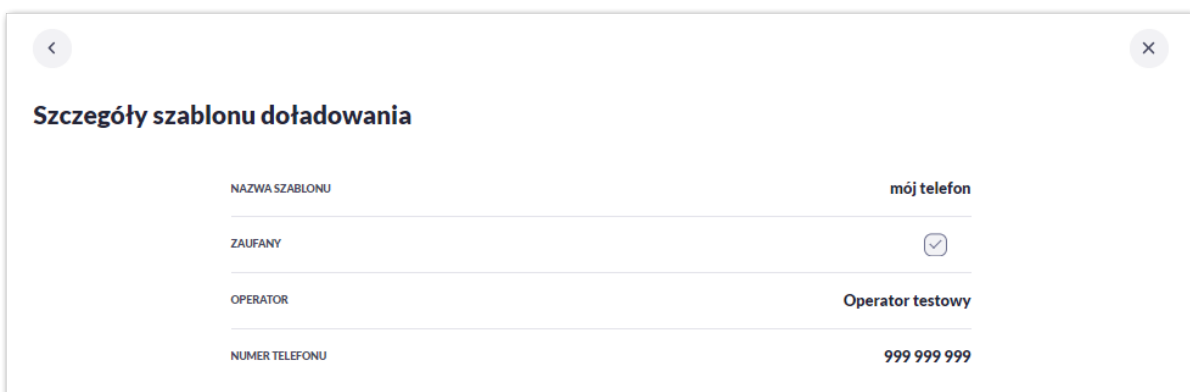 Szczegóły szablonu doładowania
NAZWA SZABLONU mój telefon
ZAUFANY
OPERATOR Operator testowy
NUMER TELEFONU 999 999 999